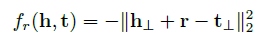 f_r(h, t) = −‖h_⊥ + r − t_⊥‖_2^2